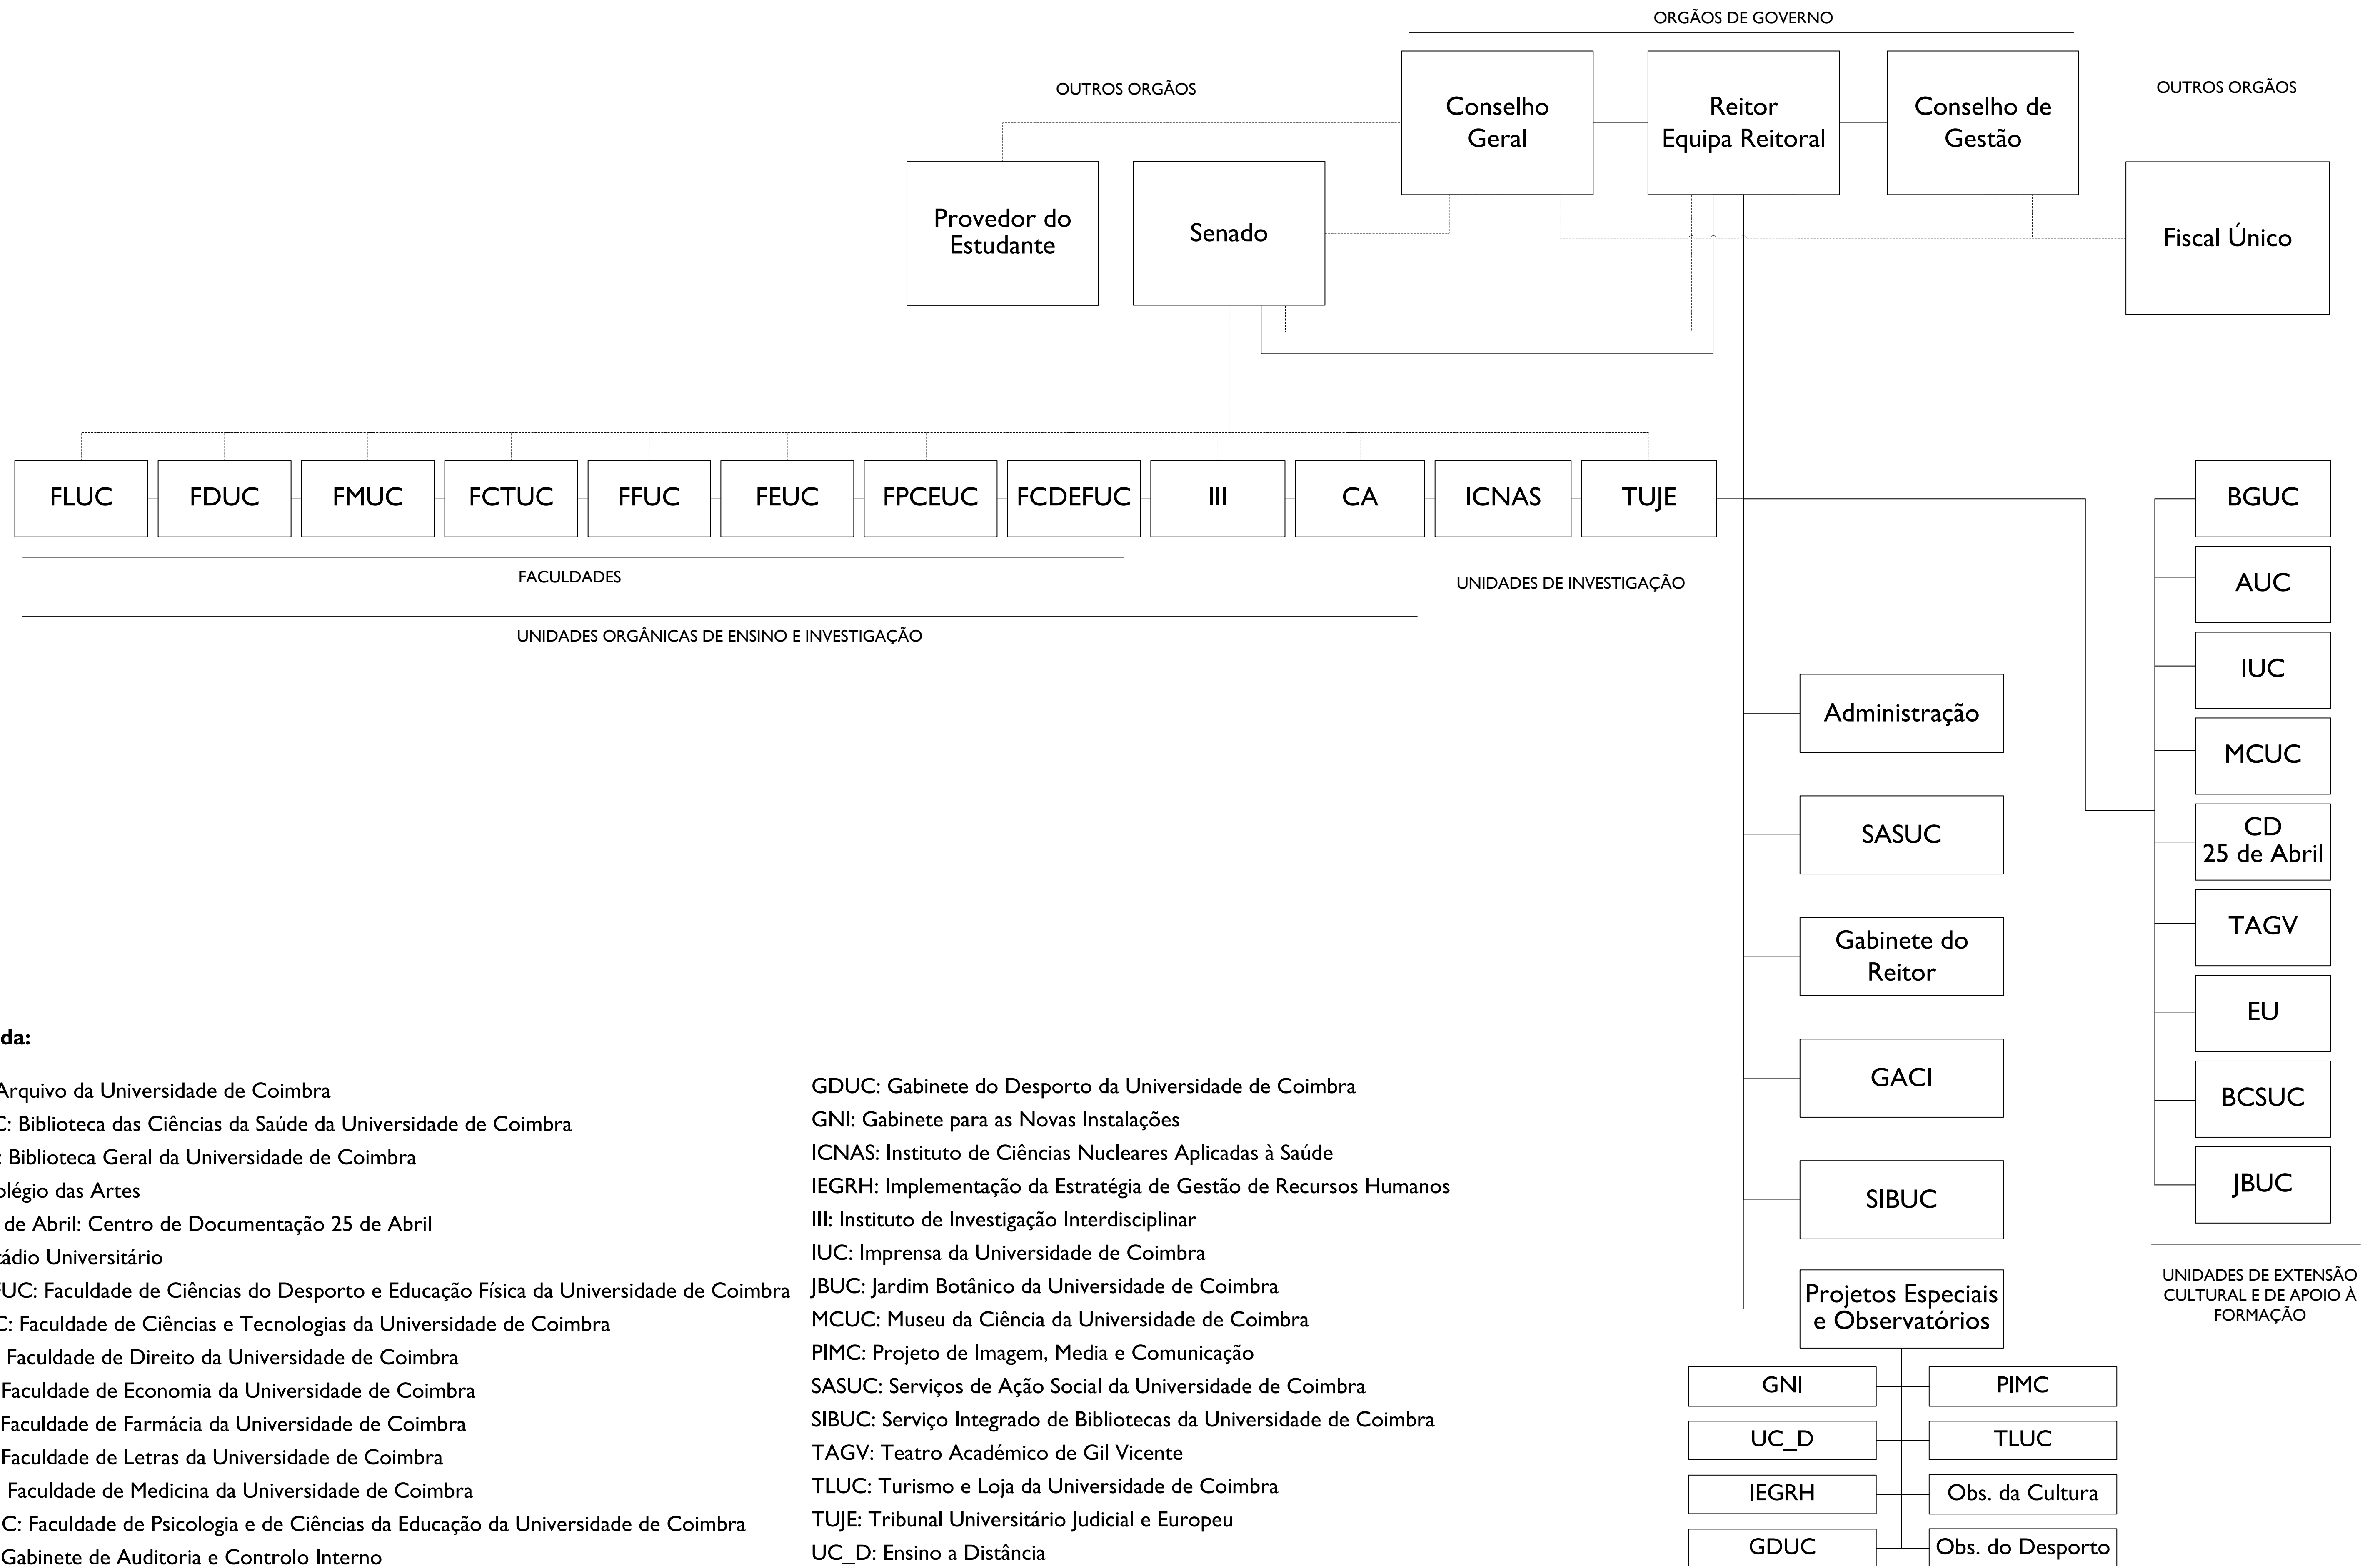 ORGÃOS DE GOVERNO
OUTROS ORGÃOS
OUTROS ORGÃOS
Conselho
Geral
Reitor
Equipa Reitoral
Conselho de
Gestão
Provedor do
Estudante
Senado
Fiscal Único
FLUC
FDUC
FMUC
FCTUC
FFUC
FEUC
FPCEUC
FCDEFUC
III
CA
ICNAS
TUJE
FACULDADES
UNIDADES DE INVESTIGAÇÃO
UNIDADES ORGÂNICAS DE ENSINO E INVESTIGAÇÃO
BGUC
AUC
IUC
MCUC
CD
25 de Abril
TAGV
EU
BCSUC
JBUC
UNIDADES DE EXTENSÃO
CULTURAL E DE APOIO À
FORMAÇÃO
Administração
SASUC
Gabinete do
Reitor
GACI
SIBUC
Projetos Especiais
e Observatórios
GNI
PIMC
UC_D
TLUC
IEGRH
Obs. da Cultura
GDUC
Obs. do Desporto
da:
Arquivo da Universidade de Coimbra
C: Biblioteca das Ciências da Saúde da Universidade de Coimbra
: Biblioteca Geral da Universidade de Coimbra
olégio das Artes
de Abril: Centro de Documentação 25 de Abril
tádio Universitário
UC: Faculdade de Ciências do Desporto e Educação Física da Universidade de Coimbra
C: Faculdade de Ciências e Tecnologias da Universidade de Coimbra
Faculdade de Direito da Universidade de Coimbra
Faculdade de Economia da Universidade de Coimbra
Faculdade de Farmácia da Universidade de Coimbra
Faculdade de Letras da Universidade de Coimbra
Faculdade de Medicina da Universidade de Coimbra
C: Faculdade de Psicologia e de Ciências da Educação da Universidade de Coimbra
Gabinete de Auditoria e Controlo Interno
GDUC: Gabinete do Desporto da Universidade de Coimbra
GNI: Gabinete para as Novas Instalações
ICNAS: Instituto de Ciências Nucleares Aplicadas à Saúde
IEGRH: Implementação da Estratégia de Gestão de Recursos Humanos
III: Instituto de Investigação Interdisciplinar
IUC: Imprensa da Universidade de Coimbra
JBUC: Jardim Botânico da Universidade de Coimbra
MCUC: Museu da Ciência da Universidade de Coimbra
PIMC: Projeto de Imagem, Media e Comunicação
SASUC: Serviços de Ação Social da Universidade de Coimbra
SIBUC: Serviço Integrado de Bibliotecas da Universidade de Coimbra
TAGV: Teatro Académico de Gil Vicente
TLUC: Turismo e Loja da Universidade de Coimbra
TUJE: Tribunal Universitário Judicial e Europeu
UC_D: Ensino a Distância